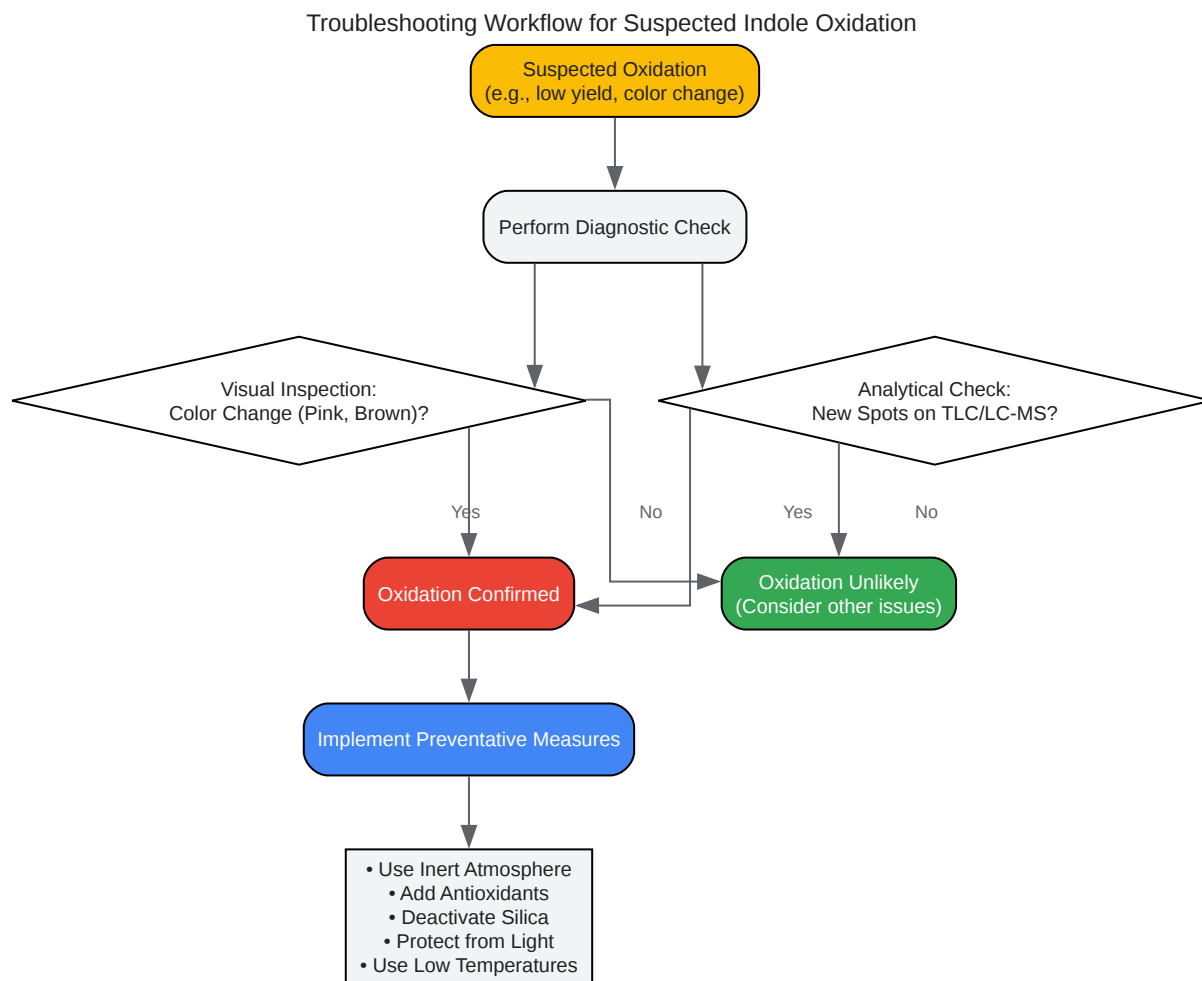 Troubleshooting Workflow for Suspected Indole Oxidation
Suspected Oxidation
(e.g., low yield, color change)
Perform Diagnostic Check
Visual Inspection:
Color Change (Pink, Brown)?
Analytical Check:
New Spots on TLC/LC-MS?
Yes
No
Yes
No
Oxidation Confirmed
Oxidation Unlikely
(Consider other issues)
Implement Preventative Measures
• Use Inert Atmosphere
• Add Antioxidants
• Deactivate Silica
• Protect from Light
• Use Low Temperatures